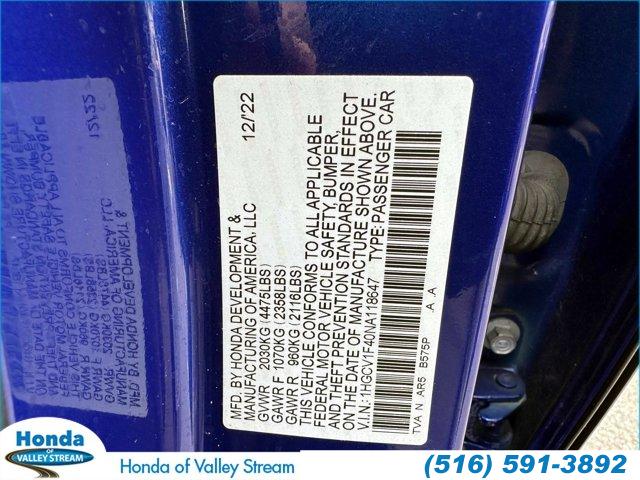 MFD. BY HONDA DEVELOPMENT &
MANUFACTURING OF AMERICA, LLC 12/'22
GVWR 2030KG (4475LBS)
GAWR F 1070KG (2358LBS)
GAWR R 960KG (2116LBS)
THIS VEHICLE CONFORMS TO ALL APPLICABLE
FEDERAL MOTOR VEHICLE SAFETY, BUMPER,
AND THEFT PREVENTION STANDARDS IN EFFECT
ON THE DATE OF MANUFACTURE SHOWN ABOVE.
V.I.N.: 1HGCV1F40NA118647 TYPE:PASSENGER CAR
TVA N AR5 B575P A . A
Honda
OF
VALLEY STREAM
Honda of Valley Stream
(516) 591-3892